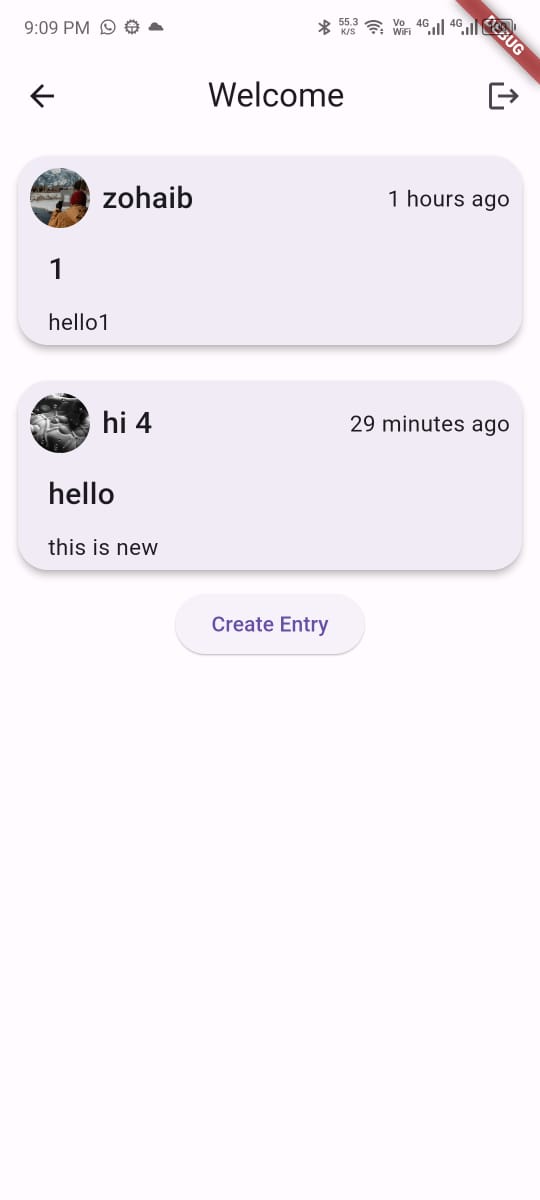 9:09 PM 55.3 K/S Vo WiFi 4G 4G
DEBUG
Welcome
zohaib 1 hours ago
1
hello1
hi 4 29 minutes ago
hello
this is new
Create Entry